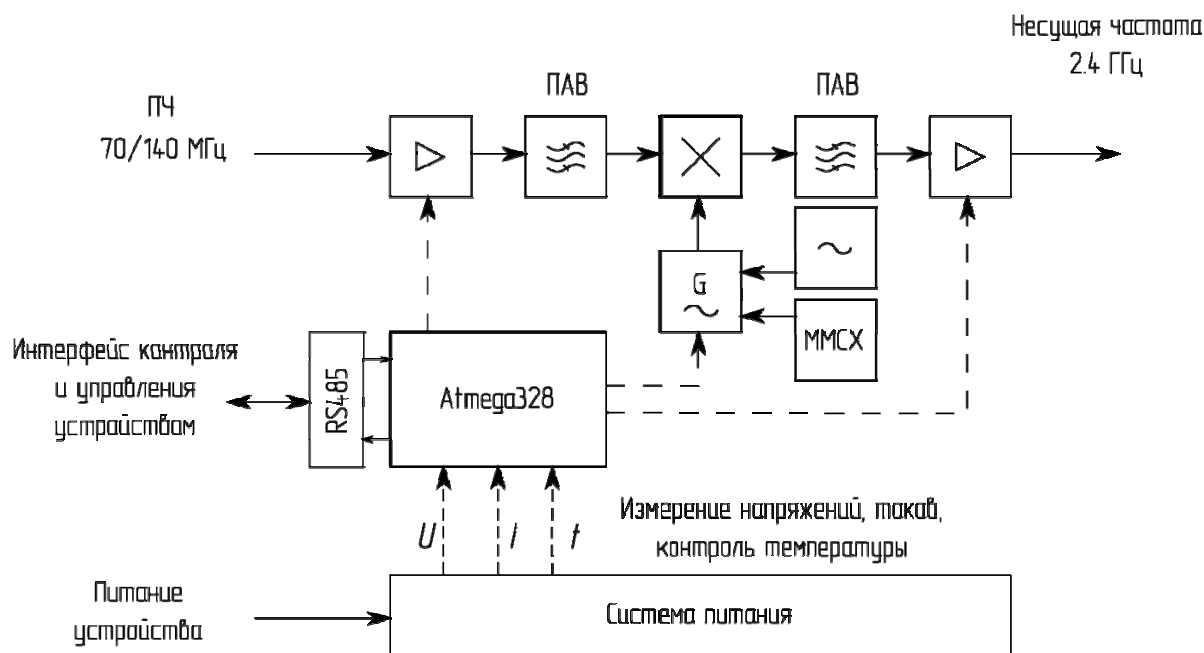 Несущая частота
2.4 ГГц
ПАВ
ПАВ
ПЧ
70/140 МГц
G
MMCX
Интерфейс контроля
и управления
устройствам
RS485
Atmega328
U
I
t
Измерение напряжений, токов,
контроль температуры
Питание
устройства
Система питания